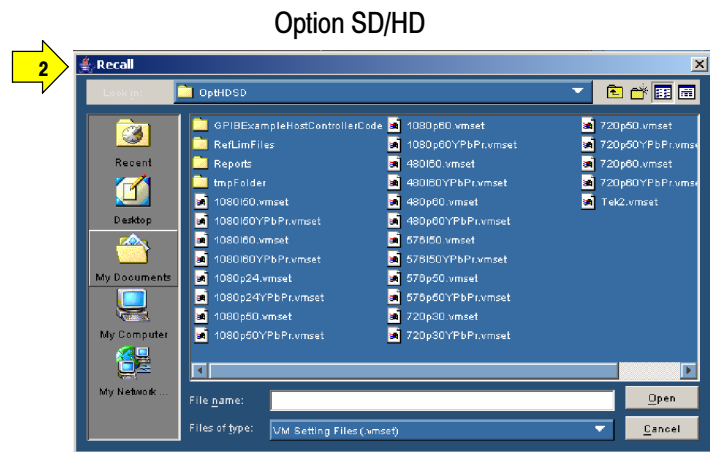 Option SD/HD
2
Recall
Look in:
OptHDSD
Recent
Desktop
My Documents
My Computer
My Network ...
GPIBExampleHostControllerCode
RefLimFiles
Reports
tmpFolder
1080I50.vmset
1080I50YPbPr.vmset
1080I60.vmset
1080I60YPbPr.vmset
1080p24.vmset
1080p24YPbPr.vmset
1080p50.vmset
1080p50YPbPr.vmset
1080p60.vmset
1080p60YPbPr.vmset
480I60.vmset
480I60YPbPr.vmset
480p60.vmset
480p60YPbPr.vmset
576I50.vmset
576I50YPbPr.vmset
576p50.vmset
576p50YPbPr.vmset
720p30.vmset
720p30YPbPr.vmset
720p50.vmset
720p50YPbPr.vmse
720p60.vmset
720p60YPbPr.vmse
Tek2.vmset
File name:
Open
Files of type:
VM Setting Files (.vmset)
Cancel